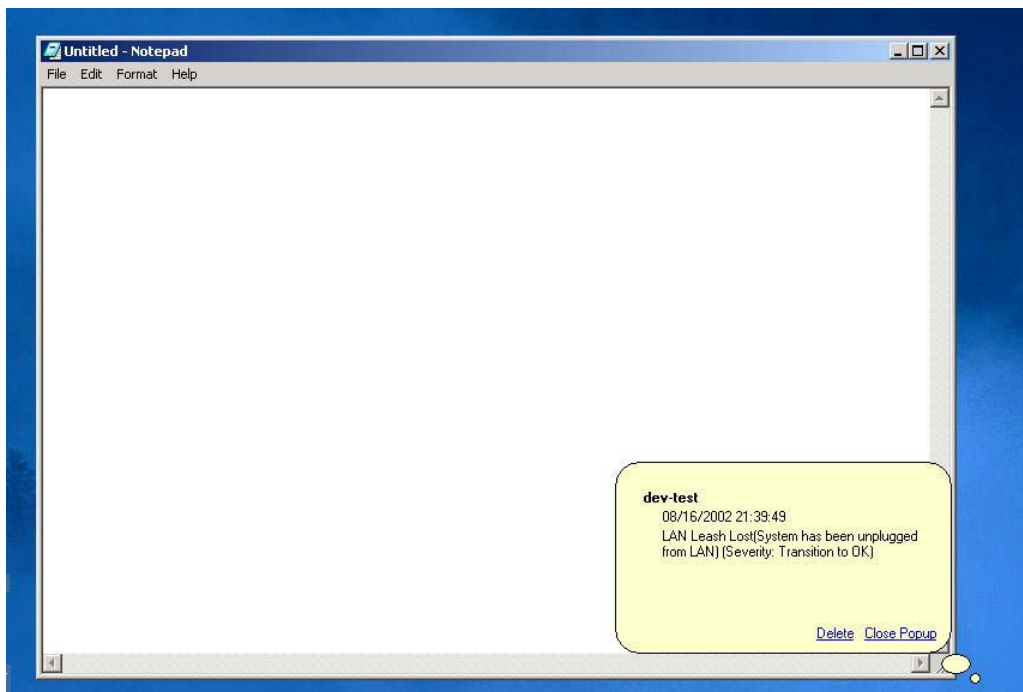 Untitled - Notepad
File Edit Format Help
dev-test
08/16/2002 21:39:49
LAN Leash Lost(System has been unplugged
from LAN) (Severity: Transition to OK)
Delete Close Popup